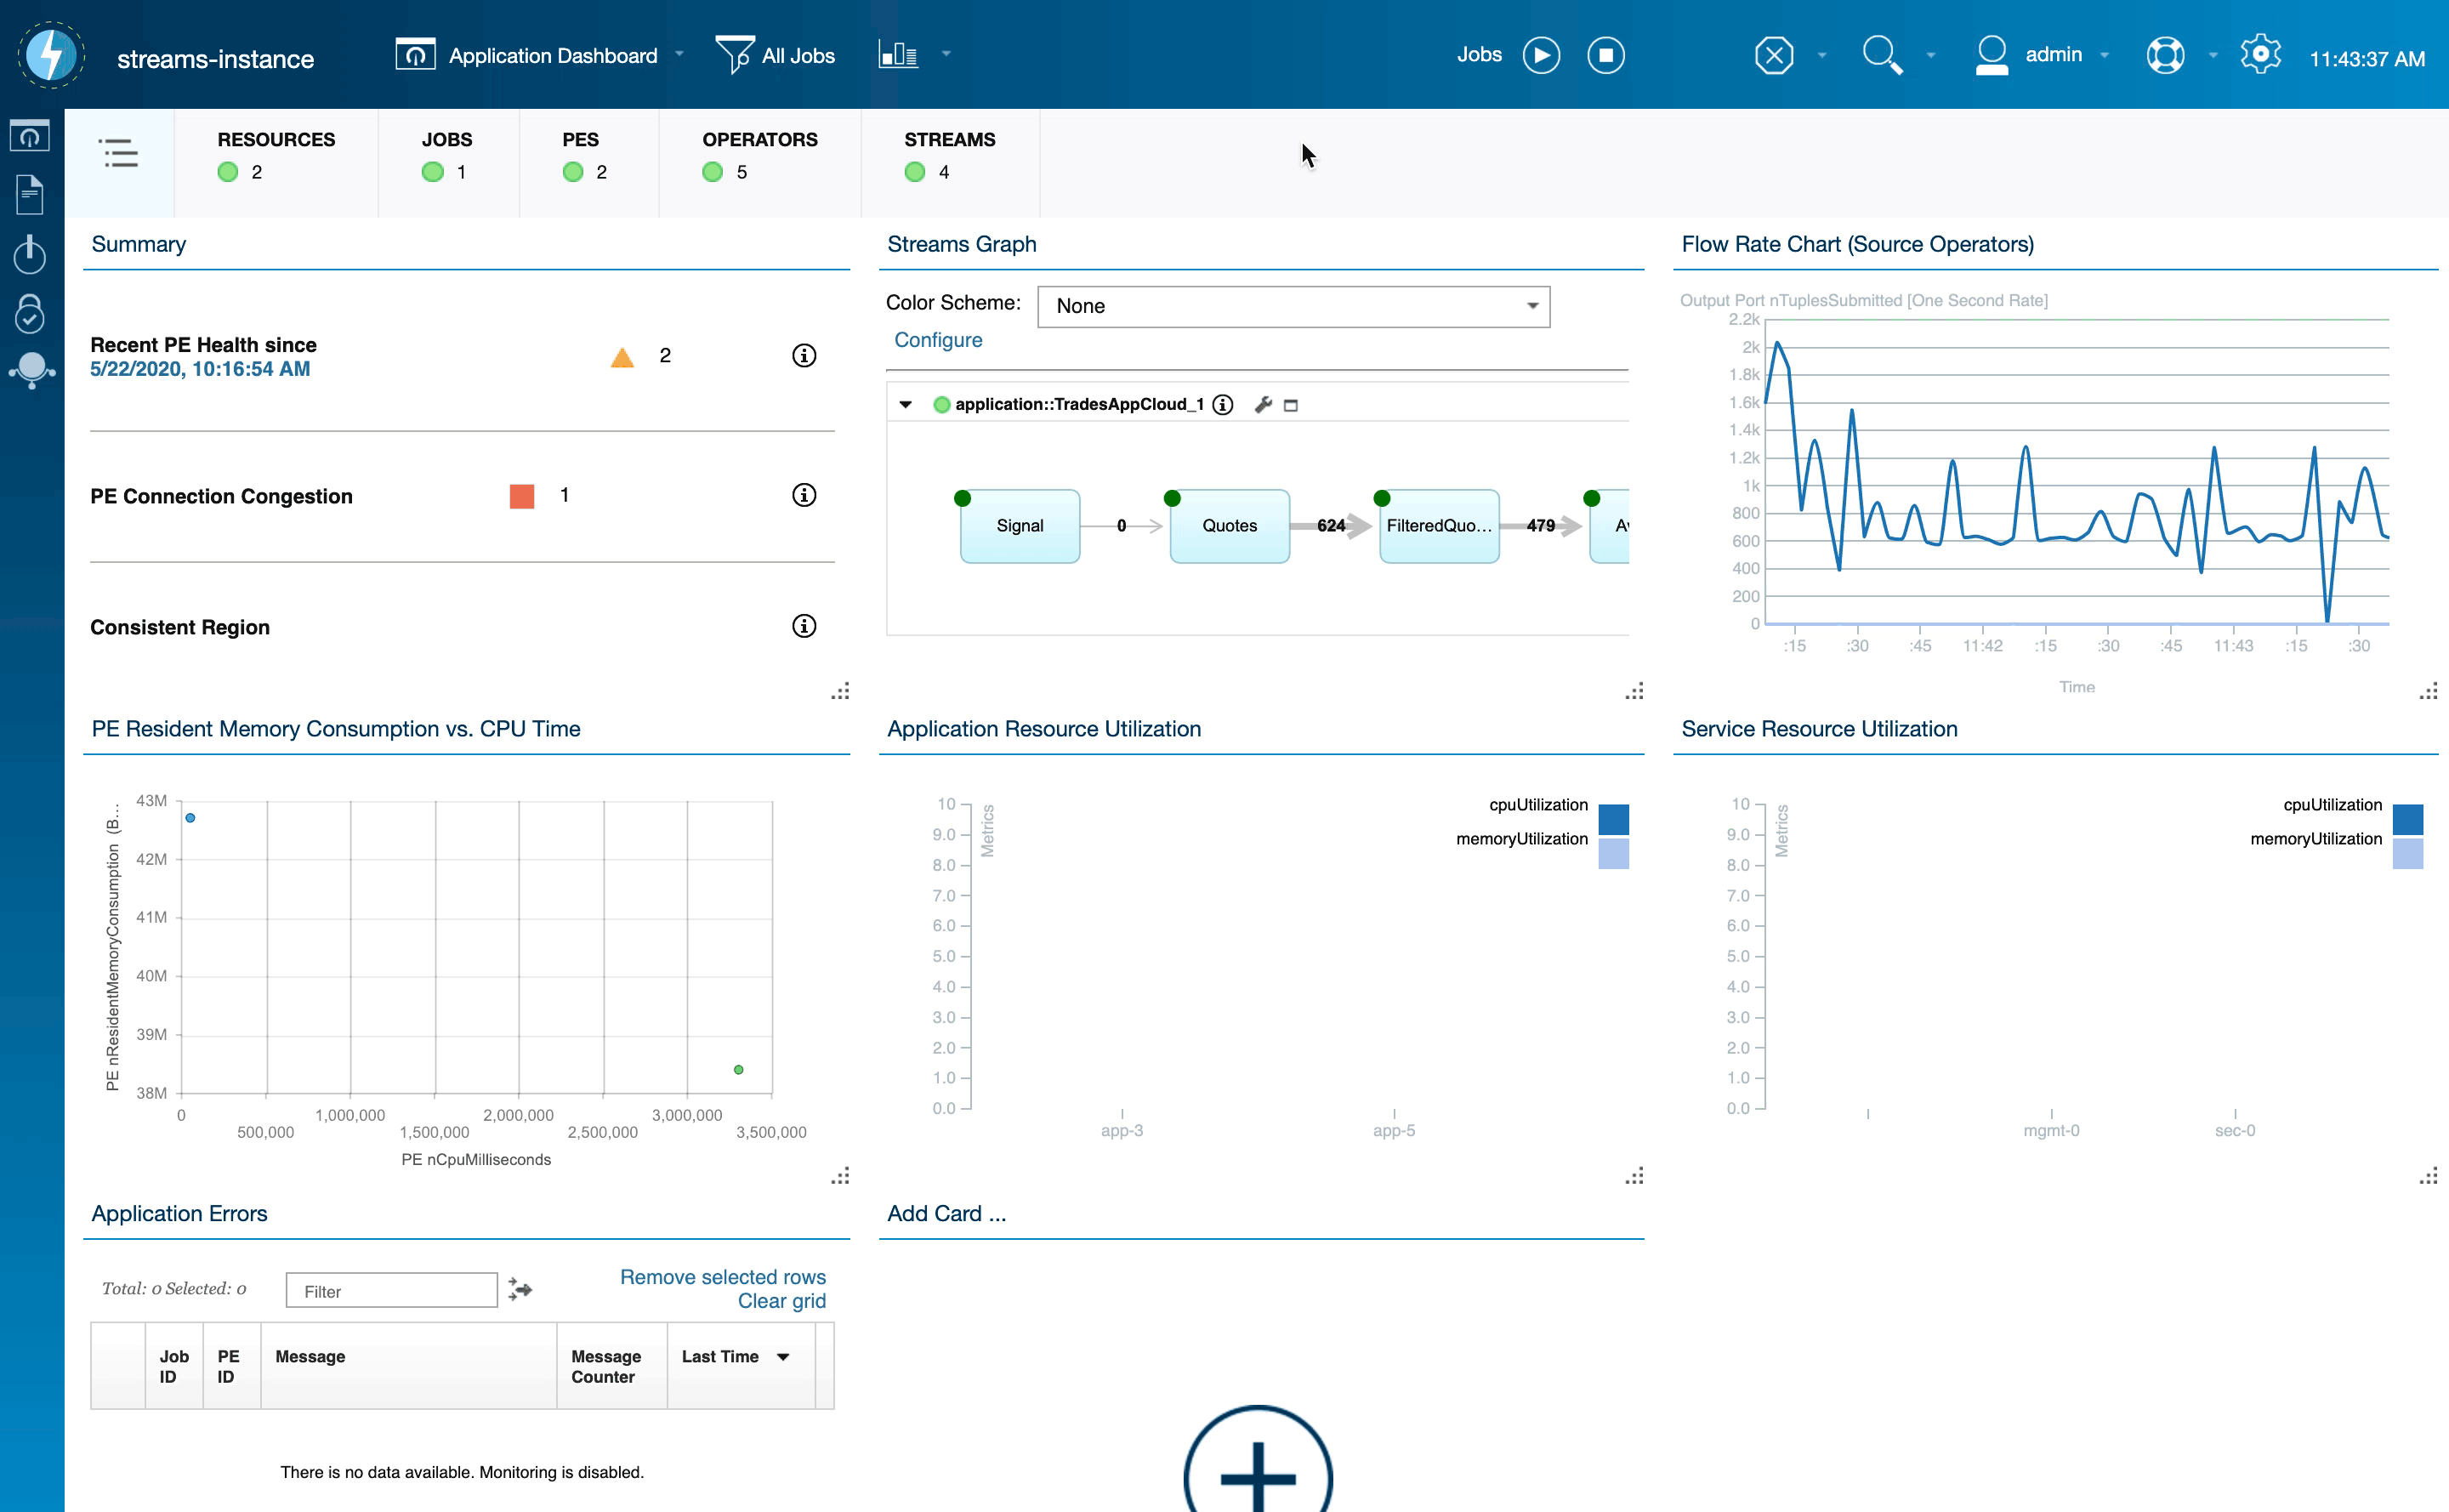 streams-instance
Application Dashboard
All Jobs
Jobs
admin
11:43:37 AM
RESOURCES
2
JOBS
1
PES
2
OPERATORS
5
STREAMS
4
Summary
Recent PE Health since
5/22/2020, 10:16:54 AM
2
PE Connection Congestion
1
Consistent Region
Streams Graph
Color Scheme:
None
Configure
application::TradesAppCloud_1
Signal
0
Quotes
624
FilteredQuo...
479
Flow Rate Chart (Source Operators)
Output Port nTuplesSubmitted [One Second Rate]
2.2k
2k
1.8k
1.6k
1.4k
1.2k
1k
800
600
400
200
0
:15 :30 :45 11:42 :15 :30 :45 11:43 :15 :30
Time
PE Resident Memory Consumption vs. CPU Time
PE nResidentMemoryConsumption (B...
43M
42M
41M
40M
39M
38M
0 1,000,000 2,000,000 3,000,000
500,000 1,500,000 2,500,000 3,500,000
PE nCpuMilliseconds
Application Resource Utilization
cpuUtilization
memoryUtilization
Metrics
10
9.0
8.0
7.0
6.0
5.0
4.0
3.0
2.0
1.0
0.0
app-3 app-5
Service Resource Utilization
cpuUtilization
memoryUtilization
Metrics
10
9.0
8.0
7.0
6.0
5.0
4.0
3.0
2.0
1.0
0.0
mgmt-0 sec-0
Application Errors
Total: 0 Selected: 0
Filter
Remove selected rows
Clear grid
Job ID
PE ID
Message
Message Counter
Last Time
There is no data available. Monitoring is disabled.
Add Card ...